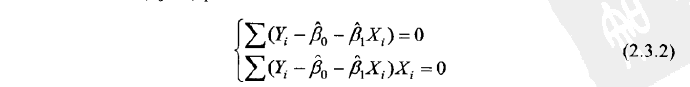 ∑(Yᵢ − β̂₀ − β̂₁Xᵢ) = 0
∑(Yᵢ − β̂₀ − β̂₁Xᵢ)Xᵢ = 0 (2.3.2)